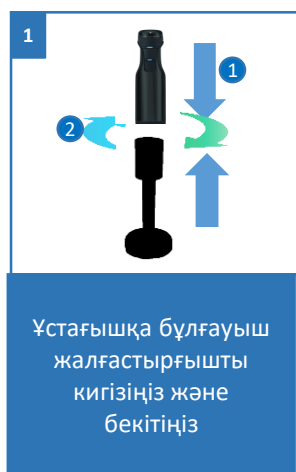 1
1
2
Ұстағышқа бұлғауыш
жалғастырғышты
кигізіңіз және
бекітіңіз